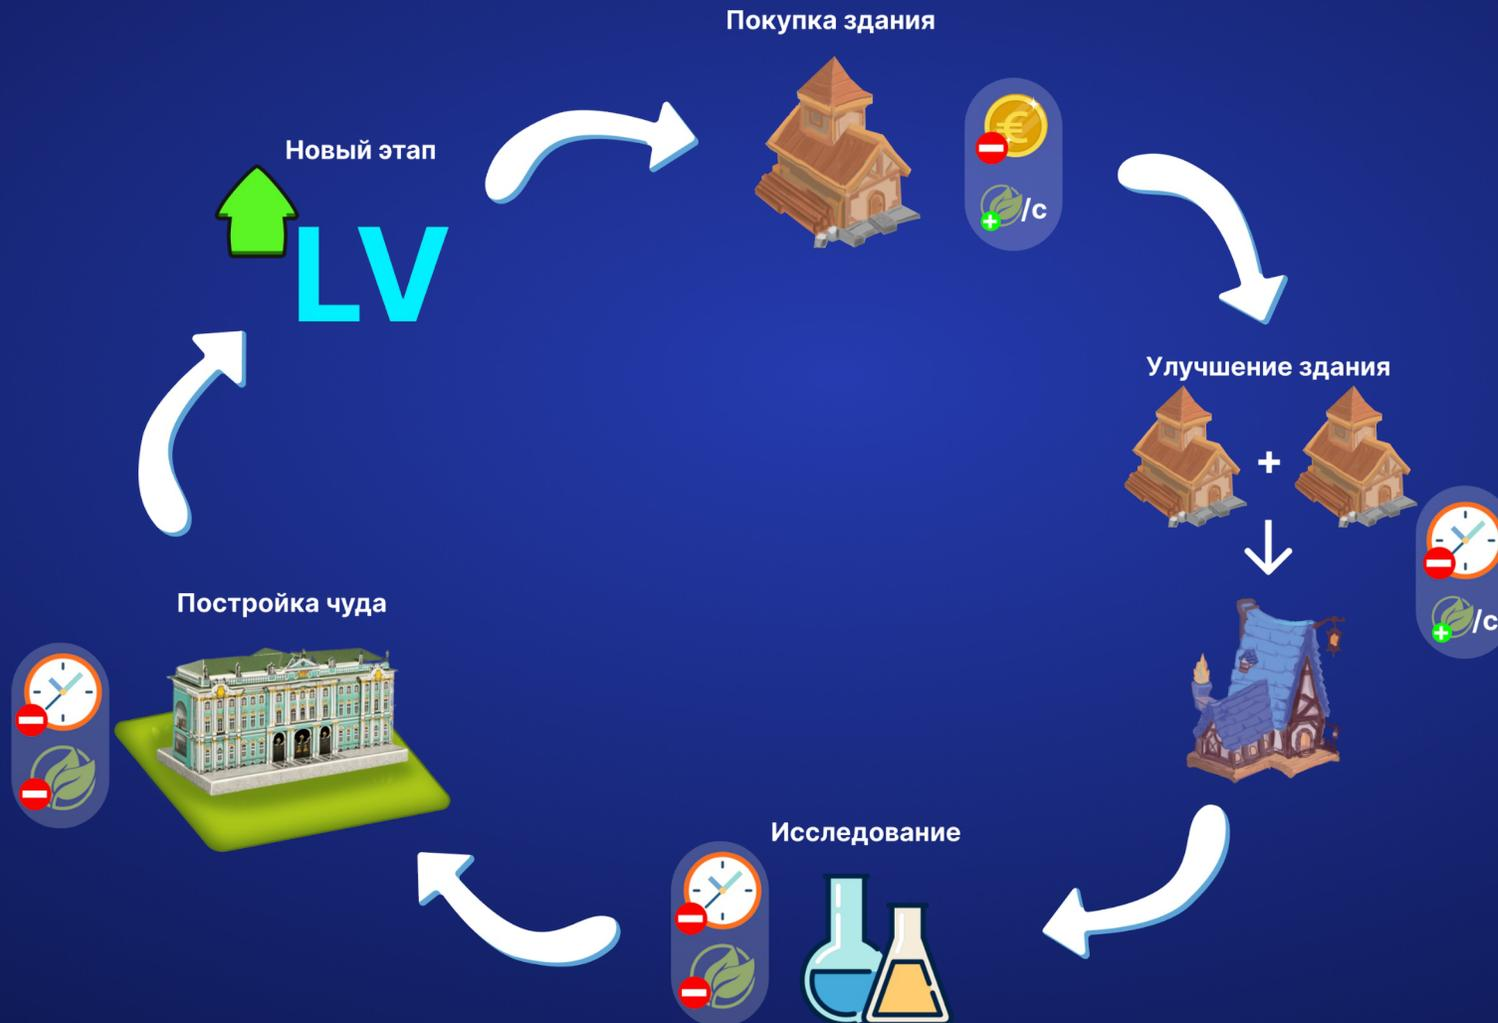 Покупка здания
€
/с
Новый этап
LV
Улучшение здания
+
/с
Постройка чуда
Исследование